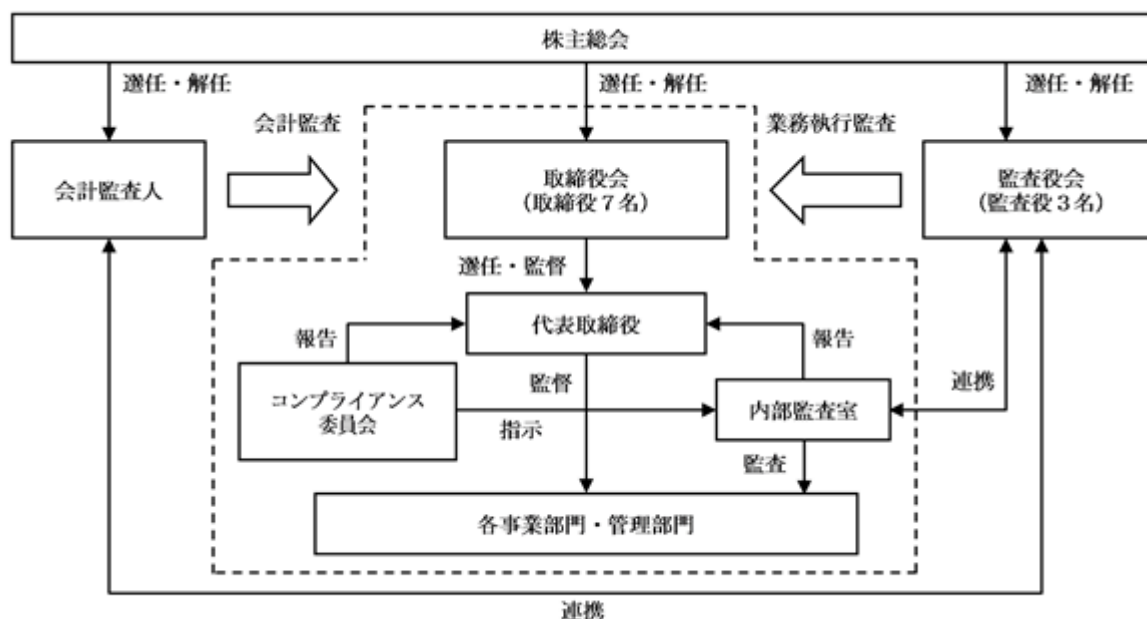 株主総会
選任・解任
選任・解任
選任・解任
会計監査
業務執行監査
会計監査人
取締役会
(取締役7名)
監査役会
(監査役3名)
選任・監督
代表取締役
報告
報告
監督
連携
コンプライアンス
委員会
指示
内部監査室
監査
各事業部門・管理部門
連携